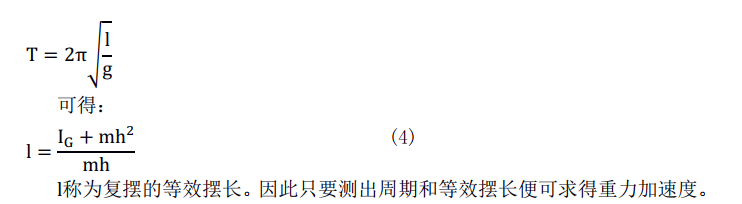 T = 2π√(l/g)
可得：
l = (I_G + mh²)/mh (4)
l称为复摆的等效摆长。因此只要测出周期和等效摆长便可求得重力加速度。